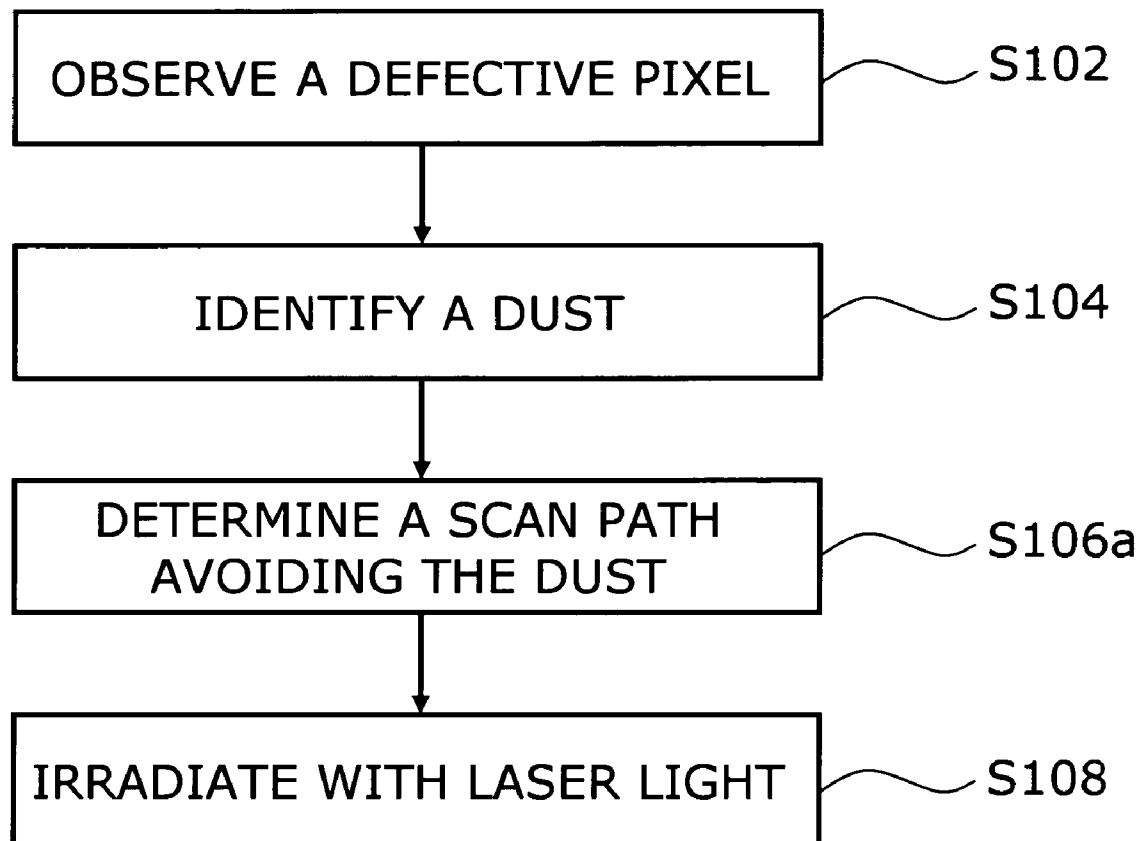 OBSERVE A DEFECTIVE PIXEL
S102
IDENTIFY A DUST
S104
DETERMINE A SCAN PATH
AVOIDING THE DUST
S106a
IRRADIATE WITH LASER LIGHT
S108